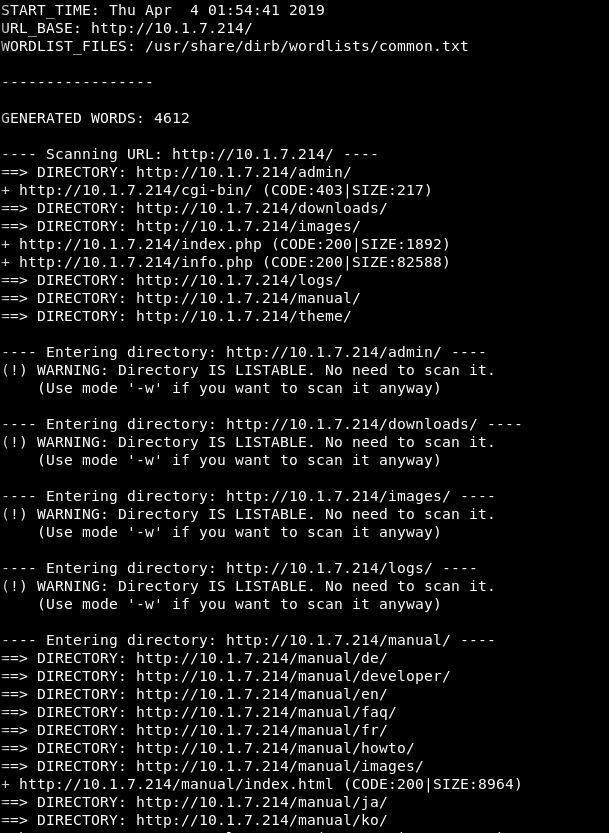 START_TIME: Thu Apr  4 01:54:41 2019
URL_BASE: http://10.1.7.214/
WORDLIST_FILES: /usr/share/dirb/wordlists/common.txt
-----------------
GENERATED WORDS: 4612
---- Scanning URL: http://10.1.7.214/ ----
==> DIRECTORY: http://10.1.7.214/admin/
+ http://10.1.7.214/cgi-bin/ (CODE:403|SIZE:217)
==> DIRECTORY: http://10.1.7.214/downloads/
==> DIRECTORY: http://10.1.7.214/images/
+ http://10.1.7.214/index.php (CODE:200|SIZE:1892)
+ http://10.1.7.214/info.php (CODE:200|SIZE:82588)
==> DIRECTORY: http://10.1.7.214/logs/
==> DIRECTORY: http://10.1.7.214/manual/
==> DIRECTORY: http://10.1.7.214/theme/
---- Entering directory: http://10.1.7.214/admin/ ----
(!) WARNING: Directory IS LISTABLE. No need to scan it.
    (Use mode '-w' if you want to scan it anyway)
---- Entering directory: http://10.1.7.214/downloads/ ----
(!) WARNING: Directory IS LISTABLE. No need to scan it.
    (Use mode '-w' if you want to scan it anyway)
---- Entering directory: http://10.1.7.214/images/ ----
(!) WARNING: Directory IS LISTABLE. No need to scan it.
    (Use mode '-w' if you want to scan it anyway)
---- Entering directory: http://10.1.7.214/logs/ ----
(!) WARNING: Directory IS LISTABLE. No need to scan it.
    (Use mode '-w' if you want to scan it anyway)
---- Entering directory: http://10.1.7.214/manual/ ----
==> DIRECTORY: http://10.1.7.214/manual/de/
==> DIRECTORY: http://10.1.7.214/manual/developer/
==> DIRECTORY: http://10.1.7.214/manual/en/
==> DIRECTORY: http://10.1.7.214/manual/faq/
==> DIRECTORY: http://10.1.7.214/manual/fr/
==> DIRECTORY: http://10.1.7.214/manual/howto/
==> DIRECTORY: http://10.1.7.214/manual/images/
+ http://10.1.7.214/manual/index.html (CODE:200|SIZE:8964)
==> DIRECTORY: http://10.1.7.214/manual/ja/
==> DIRECTORY: http://10.1.7.214/manual/ko/